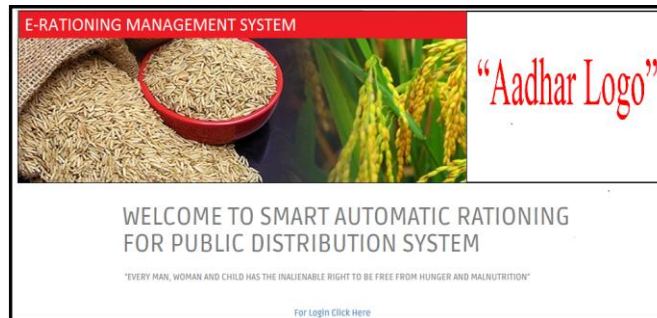 E-RATIONING MANAGEMENT SYSTEM
“Aadhar Logo”
WELCOME TO SMART AUTOMATIC RATIONING
FOR PUBLIC DISTRIBUTION SYSTEM
"EVERY MAN, WOMAN AND CHILD HAS THE INALIENABLE RIGHT TO BE FREE FROM HUNGER AND MALNUTRITION"
For Login Click Here